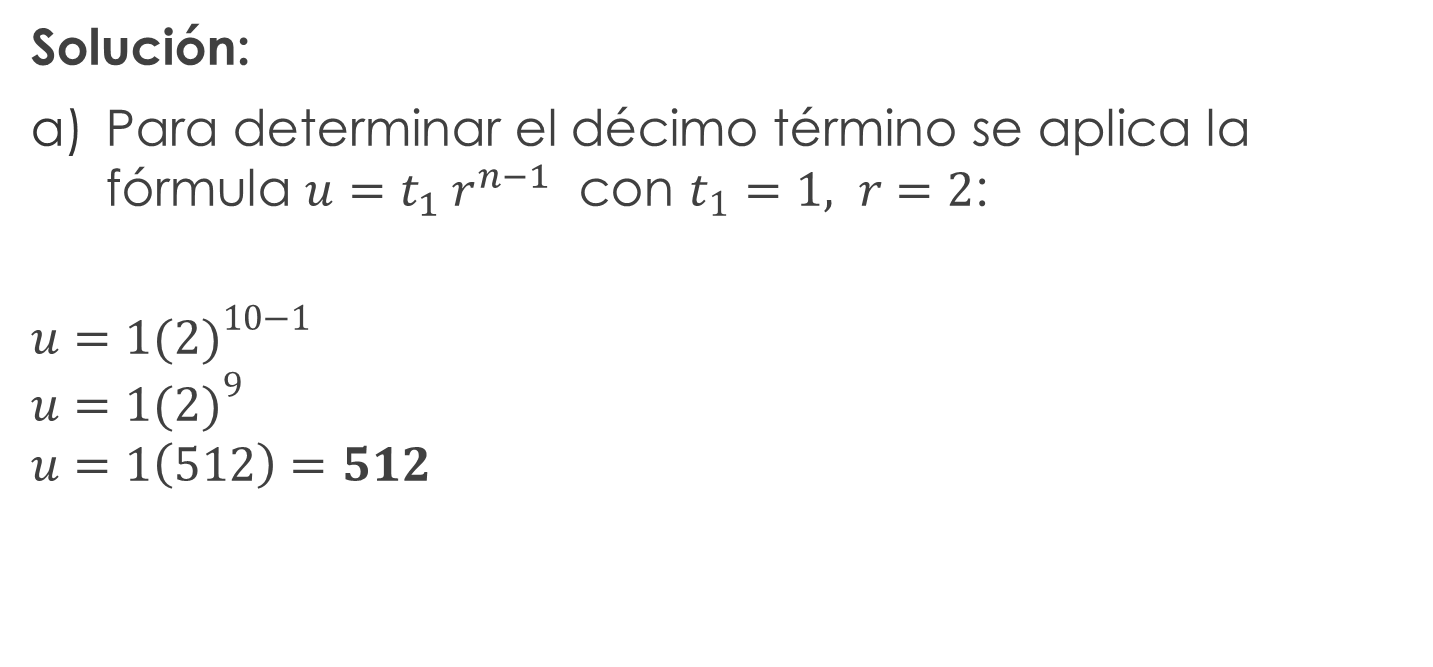 Solución:
a) Para determinar el décimo término se aplica la
fórmula u = t₁ rⁿ⁻¹ con t₁ = 1, r = 2:
u = 1(2)¹⁰⁻¹
u = 1(2)⁹
u = 1(512) = 512